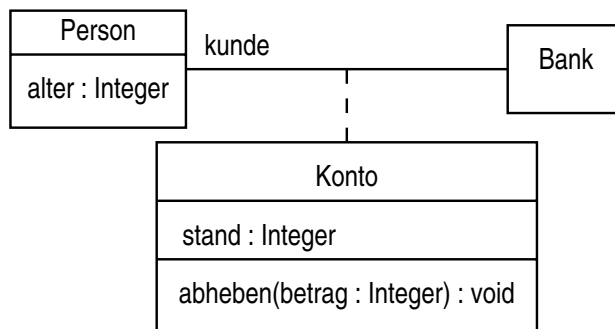 Person
kunde
Bank
alter : Integer
Konto
stand : Integer
abheben(betrag : Integer) : void